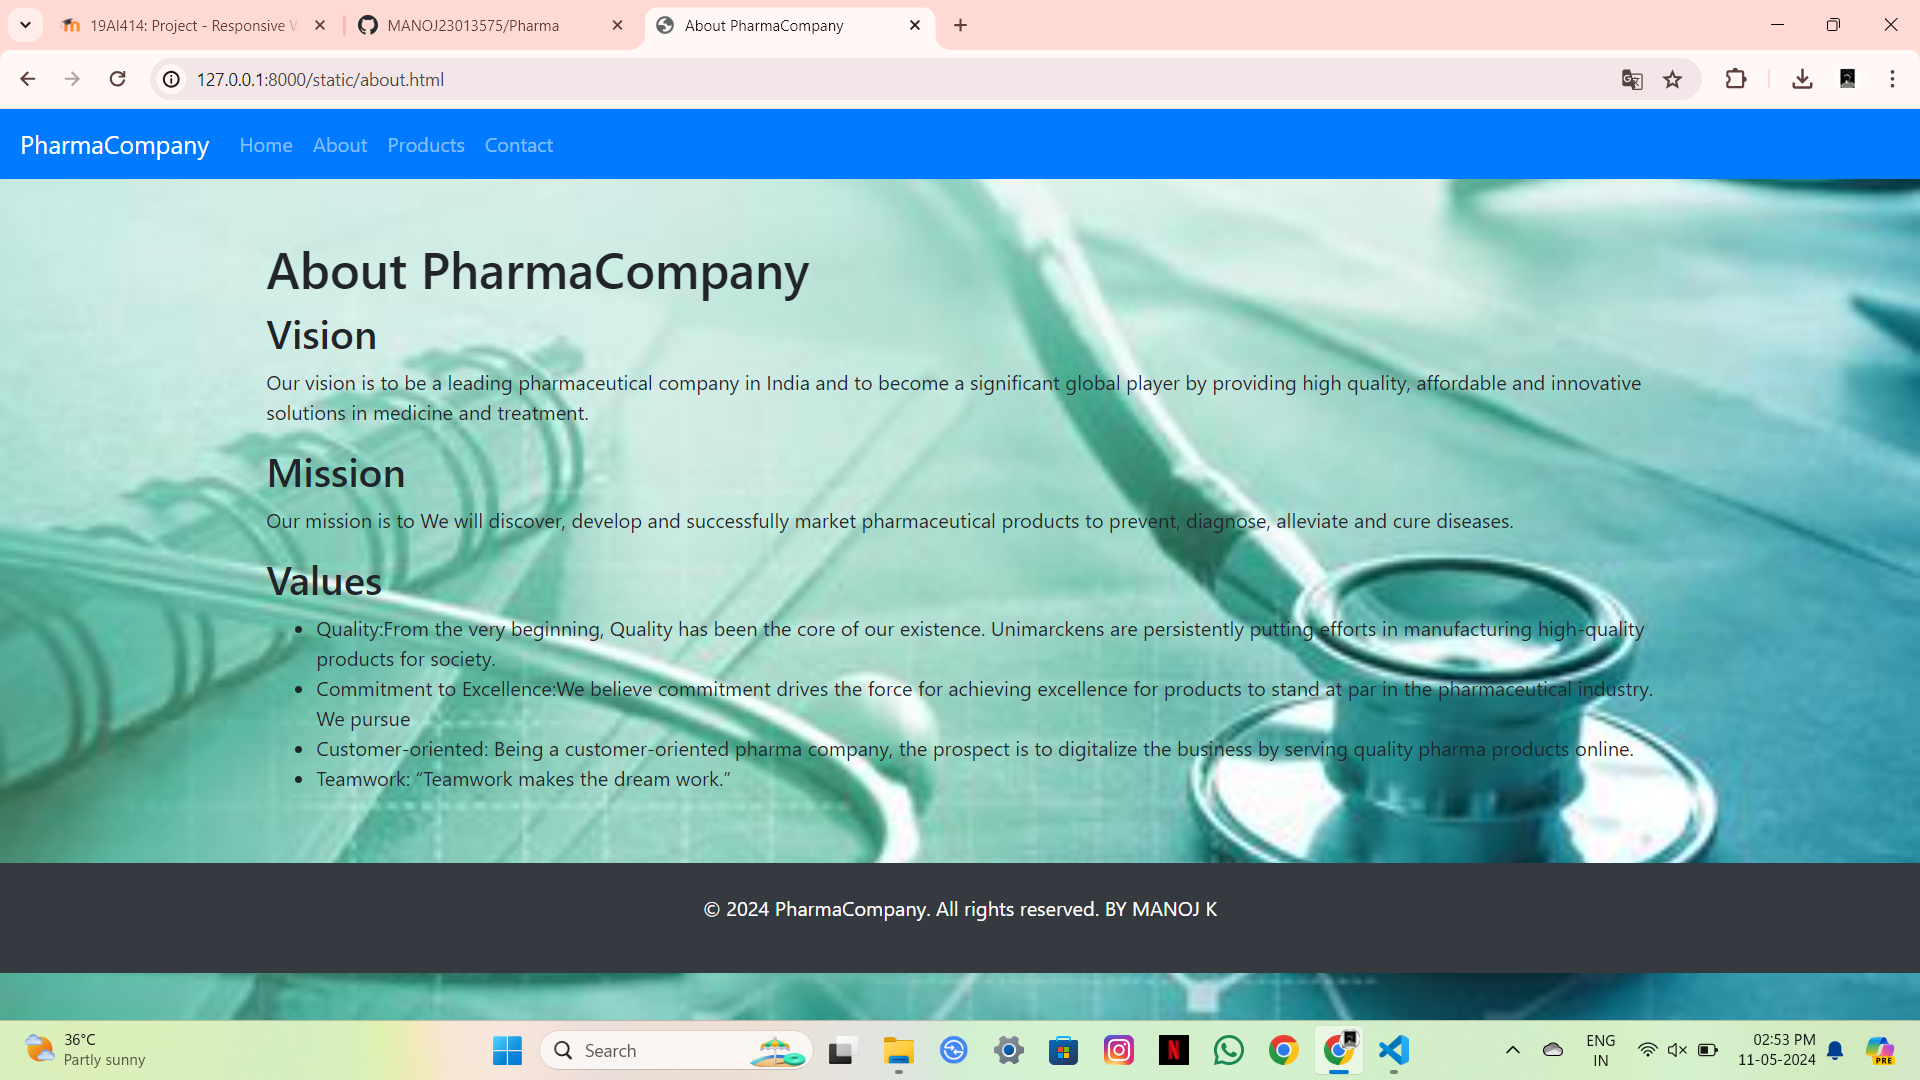 19AI414: Project - Responsive W
MANOJ23013575/Pharma
About PharmaCompany
127.0.0.1:8000/static/about.html
PharmaCompany Home About Products Contact
About PharmaCompany
Vision
Our vision is to be a leading pharmaceutical company in India and to become a significant global player by providing high quality, affordable and innovative
solutions in medicine and treatment.
Mission
Our mission is to We will discover, develop and successfully market pharmaceutical products to prevent, diagnose, alleviate and cure diseases.
Values
• Quality:From the very beginning, Quality has been the core of our existence. Unimarckens are persistently putting efforts in manufacturing high-quality
products for society.
• Commitment to Excellence:We believe commitment drives the force for achieving excellence for products to stand at par in the pharmaceutical industry.
We pursue
• Customer-oriented: Being a customer-oriented pharma company, the prospect is to digitalize the business by serving quality pharma products online.
• Teamwork: “Teamwork makes the dream work.”
© 2024 PharmaCompany. All rights reserved. BY MANOJ K
36°C
Partly sunny
Search
N
ENG
IN
02:53 PM
11-05-2024
PRE